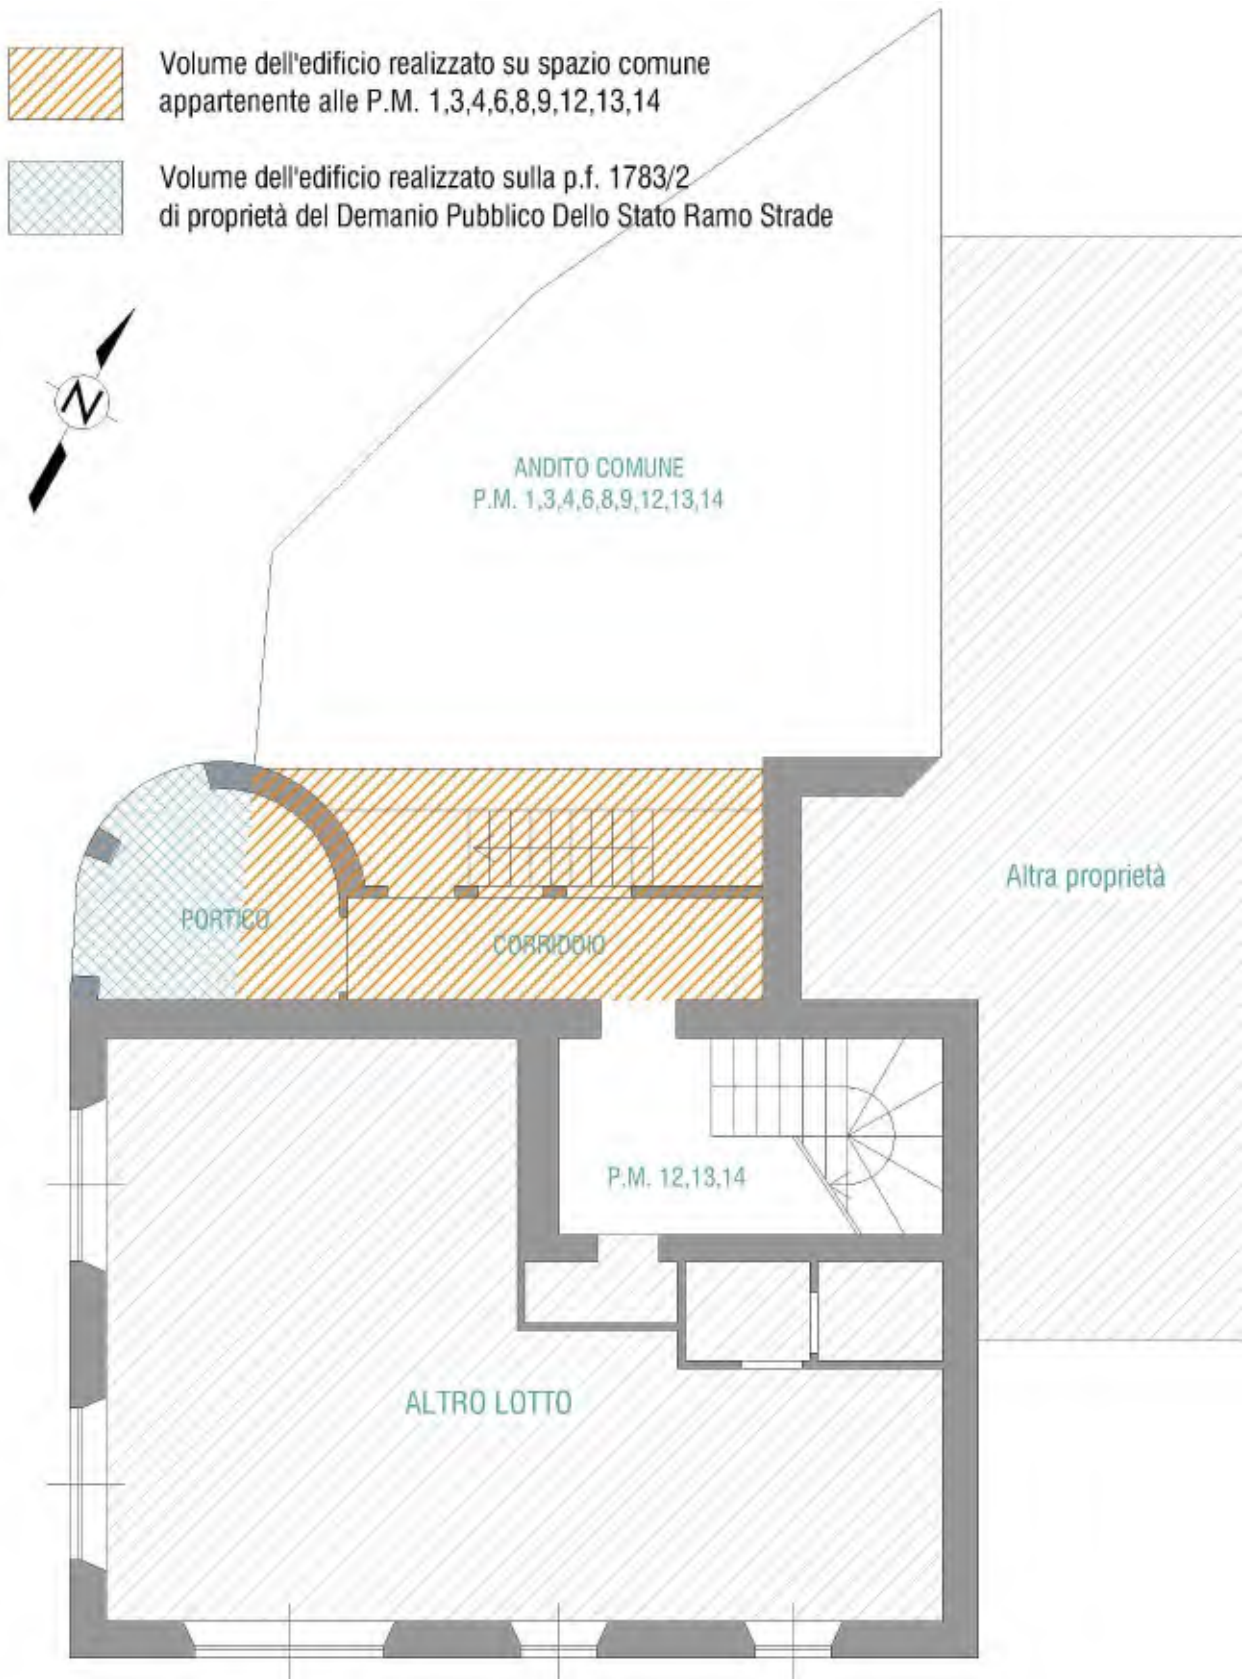 Volume dell'edificio realizzato su spazio comune
appartenente alle P.M. 1,3,4,6,8,9,12,13,14
Volume dell'edificio realizzato sulla p.f. 1783/2
di proprietà del Demanio Pubblico Dello Stato Ramo Strade
N
ANDITO COMUNE
P.M. 1,3,4,6,8,9,12,13,14
Altra proprietà
PORTICO
CORRIDOIO
P.M. 12,13,14
ALTRO LOTTO